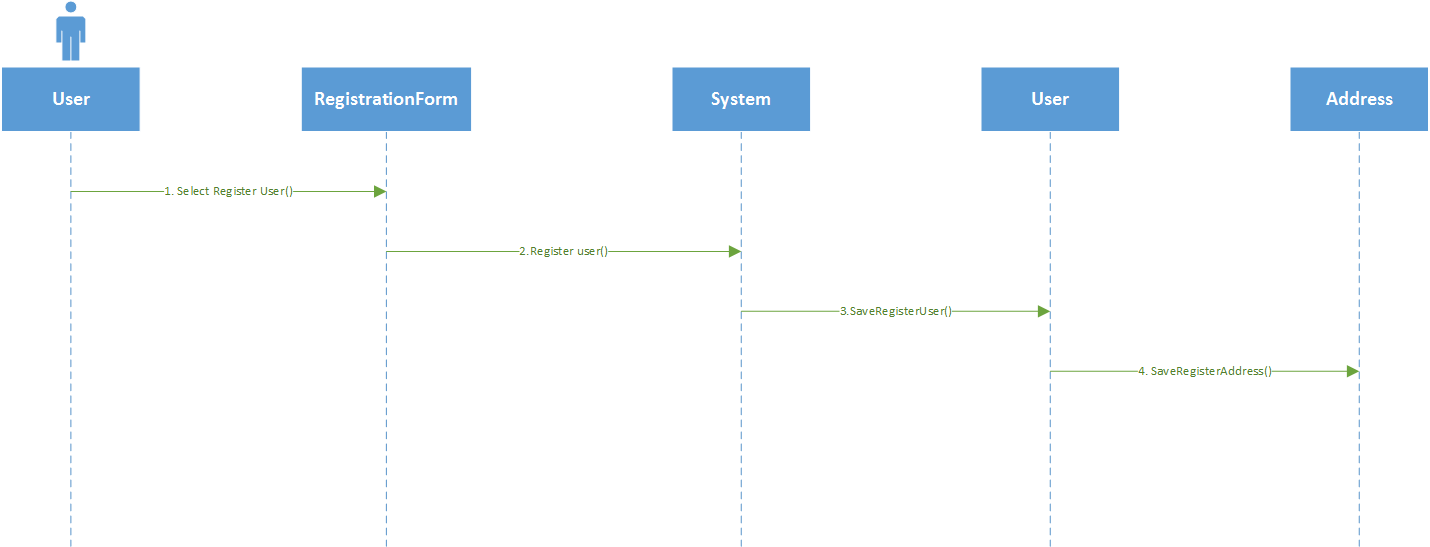 User
RegistrationForm
System
User
Address
1. Select Register User()
2.Register user()
3.SaveRegisterUser()
4. SaveRegisterAddress()